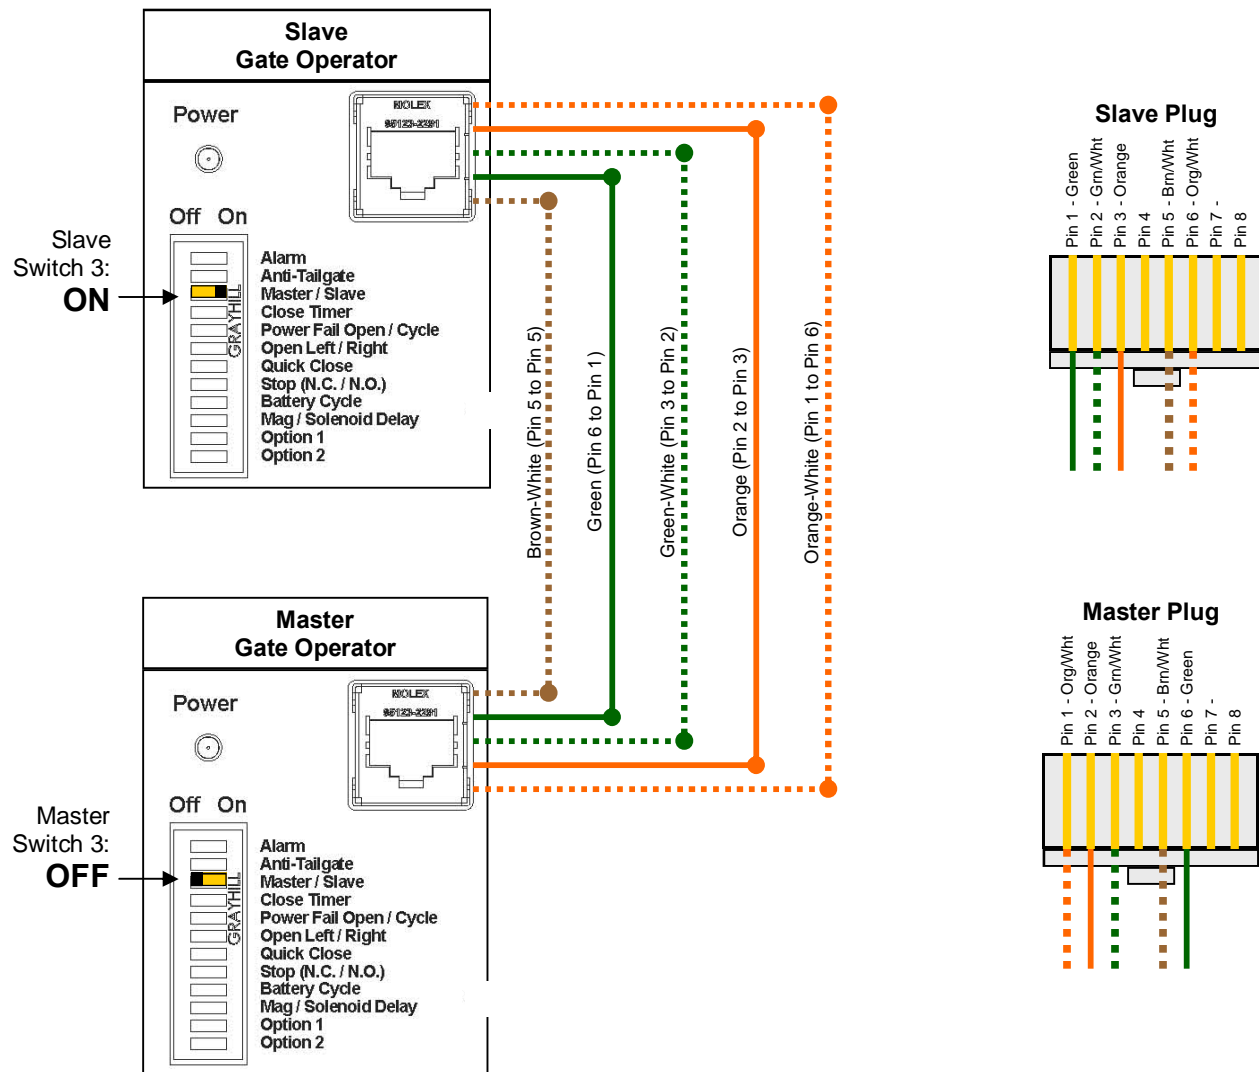 Slave
Gate Operator
Power
MOLEX
95123-2291
Off On
Slave
Switch 3:
ON
Alarm
Anti-Tailgate
Master / Slave
Close Timer
Power Fail Open / Cycle
Open Left / Right
Quick Close
Stop (N.C. / N.O.)
Battery Cycle
Mag / Solenoid Delay
Option 1
Option 2
GRAYHILL
Brown-White (Pin 5 to Pin 5)
Green (Pin 6 to Pin 1)
Green-White (Pin 3 to Pin 2)
Orange (Pin 2 to Pin 3)
Orange-White (Pin 1 to Pin 6)
Slave Plug
Pin 1 - Green
Pin 2 - Grn/Wht
Pin 3 - Orange
Pin 4
Pin 5 - Brn/Wht
Pin 6 - Org/Wht
Pin 7 -
Pin 8
Master
Gate Operator
Power
MOLEX
95123-2291
Off On
Master
Switch 3:
OFF
Alarm
Anti-Tailgate
Master / Slave
Close Timer
Power Fail Open / Cycle
Open Left / Right
Quick Close
Stop (N.C. / N.O.)
Battery Cycle
Mag / Solenoid Delay
Option 1
Option 2
GRAYHILL
Master Plug
Pin 1 - Org/Wht
Pin 2 - Orange
Pin 3 - Grn/Wht
Pin 4
Pin 5 - Brn/Wht
Pin 6 - Green
Pin 7 -
Pin 8